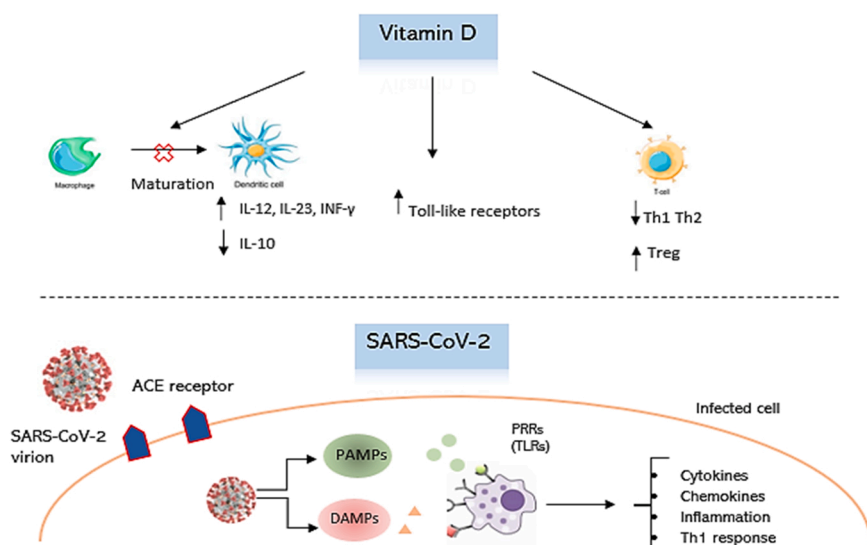 Vitamin D
Macrophage
Maturation
Dendritic cell
IL-12, IL-23, INF-γ
IL-10
Toll-like receptors
T-cell
Th1 Th2
Treg
SARS-CoV-2
ACE receptor
SARS-CoV-2
virion
Infected cell
PAMPs
DAMPs
PRRs
(TLRs)
Cytokines
Chemokines
Inflammation
Th1 response